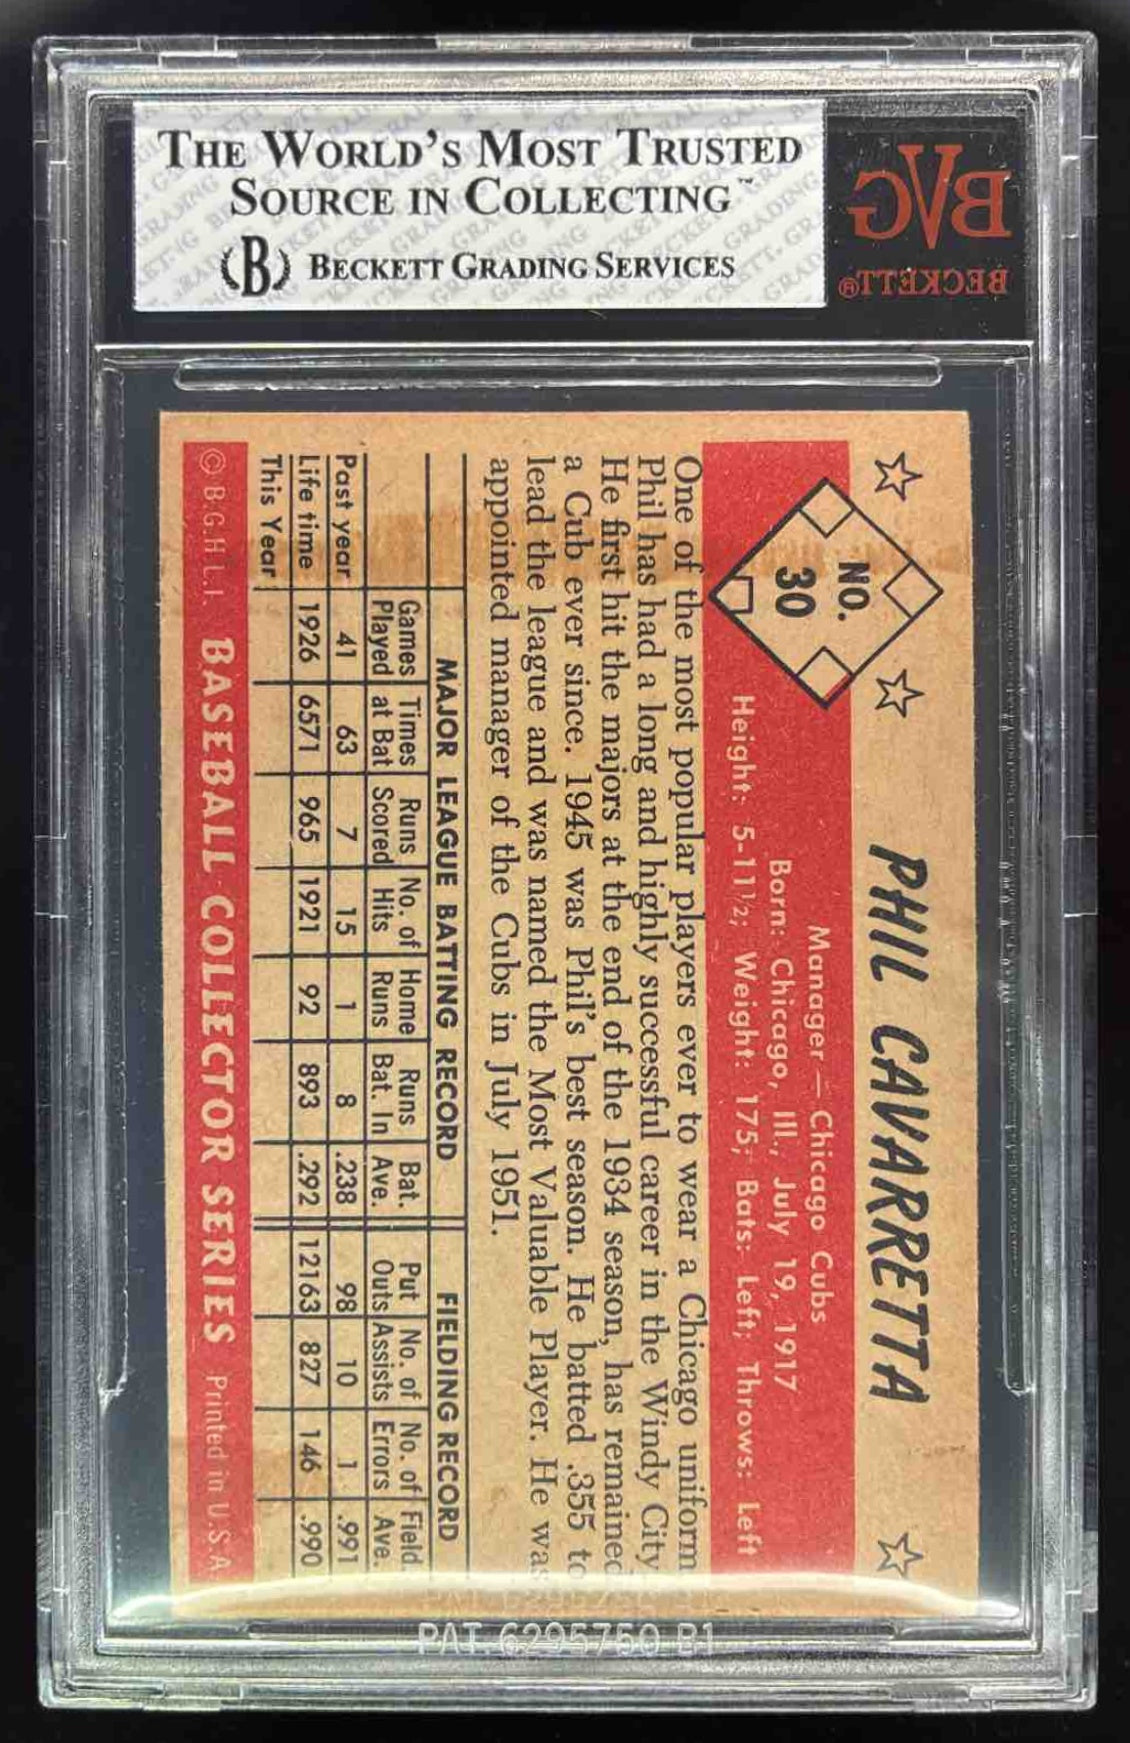 THE WORLD'S MOST TRUSTED
SOURCE IN COLLECTING™
(B) BECKETT GRADING SERVICES
BVG
BECKETT®
NO.
30
PHIL CAVARRETTA
Manager — Chicago Cubs
Born: Chicago, Ill., July 19, 1917
Height: 5-11½; Weight: 175; Bats: Left; Throws: Left
One of the most popular players ever to wear a Chicago uniform
Phil has had a long and highly successful career in the Windy City
He first hit the majors at the end of the 1934 season, has remained
a Cub ever since. 1945 was Phil's best season. He batted .355 to
lead the league and was named the Most Valuable Player. He was
appointed manager of the Cubs in July 1951.
MAJOR LEAGUE BATTING RECORD FIELDING RECORD
Games Played Times at Bat Runs Scored No. of Hits Home Runs Runs Bat. In Bat. Ave. Put Outs No. of Assists No. of Errors Field. Ave.
Past year 41 63 7 15 1 8 .238 98 10 1 .991
Life time 1926 6571 965 1921 92 893 .292 12163 827 146 .990
This Year
© B.G.H.L.I. BASEBALL COLLECTOR SERIES Printed in U.S.A.
PAT. 6295750 B1